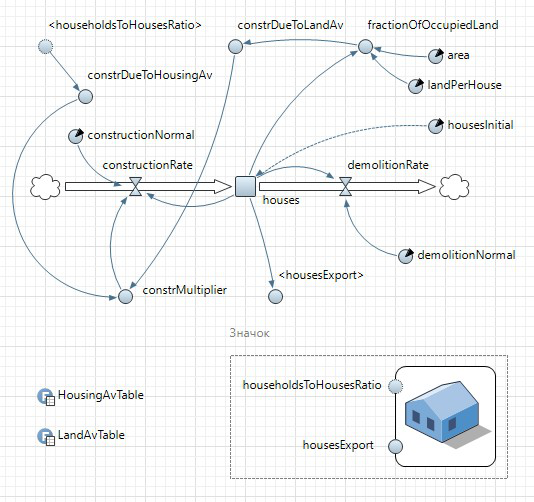 <householdsToHousesRatio>
constrDueToLandAv
fractionOfOccupiedLand
area
constrDueToHousingAv
landPerHouse
housesInitial
constructionNormal
constructionRate
demolitionRate
houses
demolitionNormal
<housesExport>
constrMultiplier
Значок
householdsToHousesRatio
HousingAvTable
LandAvTable
housesExport